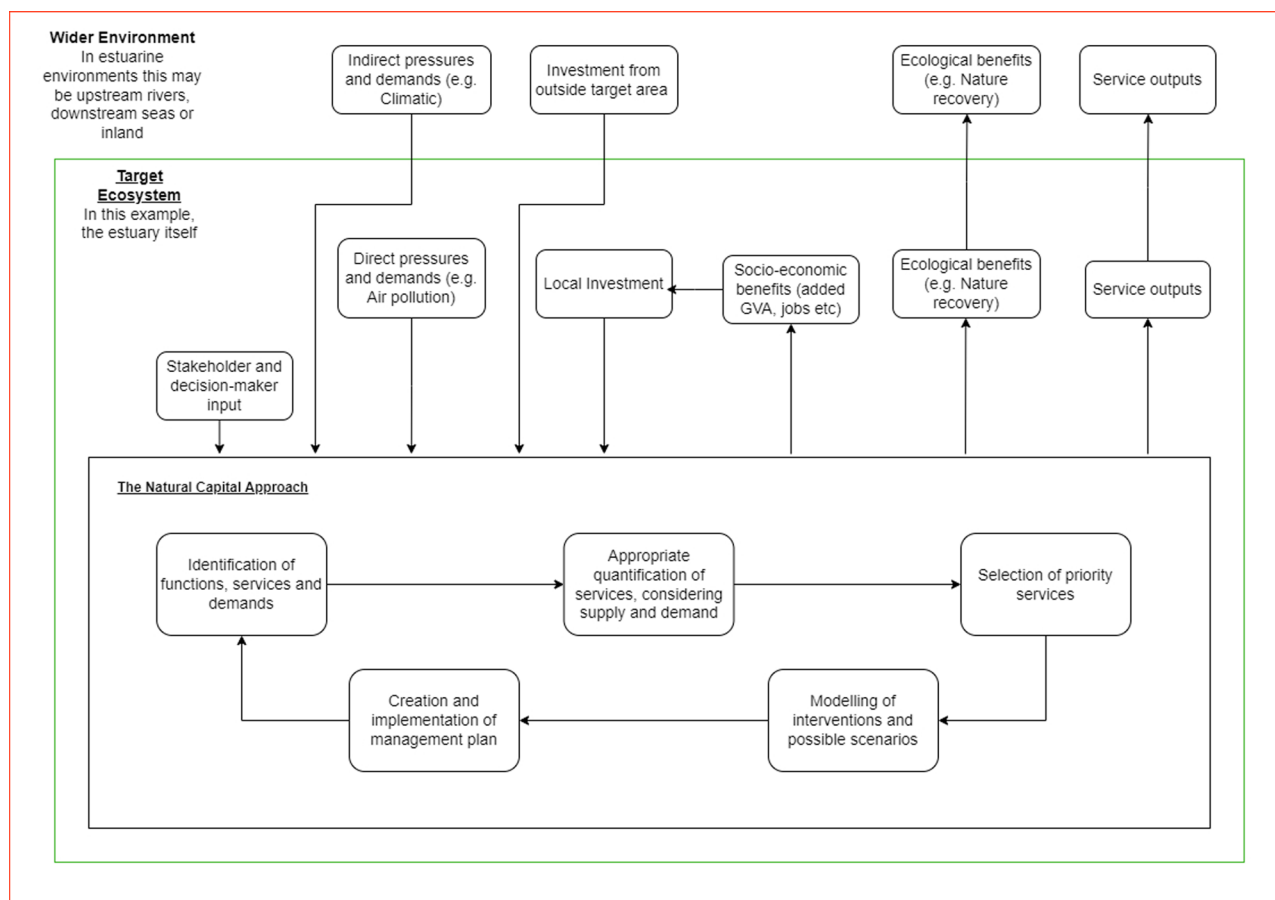 Wider Environment
In estuarine
environments this may
be upstream rivers,
downstream seas or
inland
Indirect pressures
and demands (e.g.
Climatic)
Investment from
outside target area
Ecological benefits
(e.g. Nature
recovery)
Service outputs
Target
Ecosystem
In this example,
the estuary itself
Direct pressures
and demands (e.g.
Air pollution)
Local Investment
Socio-economic
benefits (added
GVA, jobs etc)
Ecological benefits
(e.g. Nature
recovery)
Service outputs
Stakeholder and
decision-maker
input
The Natural Capital Approach
Identification of
functions, services and
demands
Appropriate
quantification of
services, considering
supply and demand
Selection of priority
services
Creation and
implementation of
management plan
Modelling of
interventions and
possible scenarios